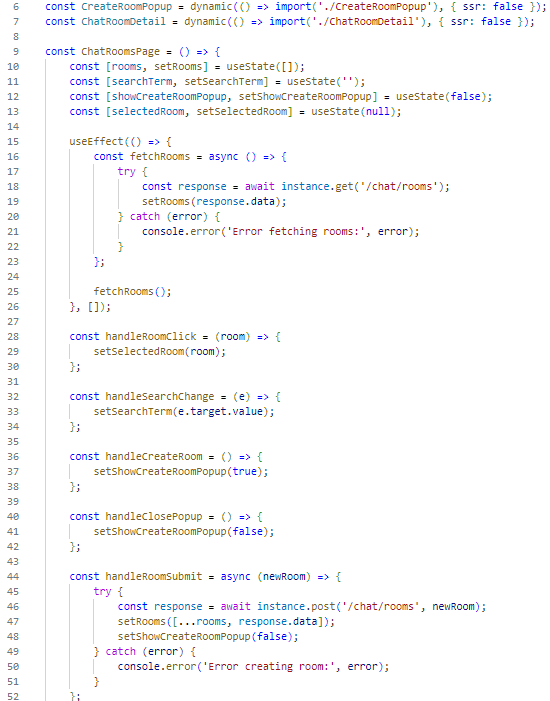 6 const CreateRoomPopup = dynamic(() => import('./CreateRoomPopup'), { ssr: false });
7 const ChatRoomDetail = dynamic(() => import('./ChatRoomDetail'), { ssr: false });
8
9 const ChatRoomsPage = () => {
10     const [rooms, setRooms] = useState([]);
11     const [searchTerm, setSearchTerm] = useState('');
12     const [showCreateRoomPopup, setShowCreateRoomPopup] = useState(false);
13     const [selectedRoom, setSelectedRoom] = useState(null);
14
15     useEffect(() => {
16         const fetchRooms = async () => {
17             try {
18                 const response = await instance.get('/chat/rooms');
19                 setRooms(response.data);
20             } catch (error) {
21                 console.error('Error fetching rooms:', error);
22             }
23         };
24
25         fetchRooms();
26     }, []);
27
28     const handleRoomClick = (room) => {
29         setSelectedRoom(room);
30     };
31
32     const handleSearchChange = (e) => {
33         setSearchTerm(e.target.value);
34     };
35
36     const handleCreateRoom = () => {
37         setShowCreateRoomPopup(true);
38     };
39
40     const handleClosePopup = () => {
41         setShowCreateRoomPopup(false);
42     };
43
44     const handleRoomSubmit = async (newRoom) => {
45         try {
46             const response = await instance.post('/chat/rooms', newRoom);
47             setRooms([...rooms, response.data]);
48             setShowCreateRoomPopup(false);
49         } catch (error) {
50             console.error('Error creating room:', error);
51         }
52     };